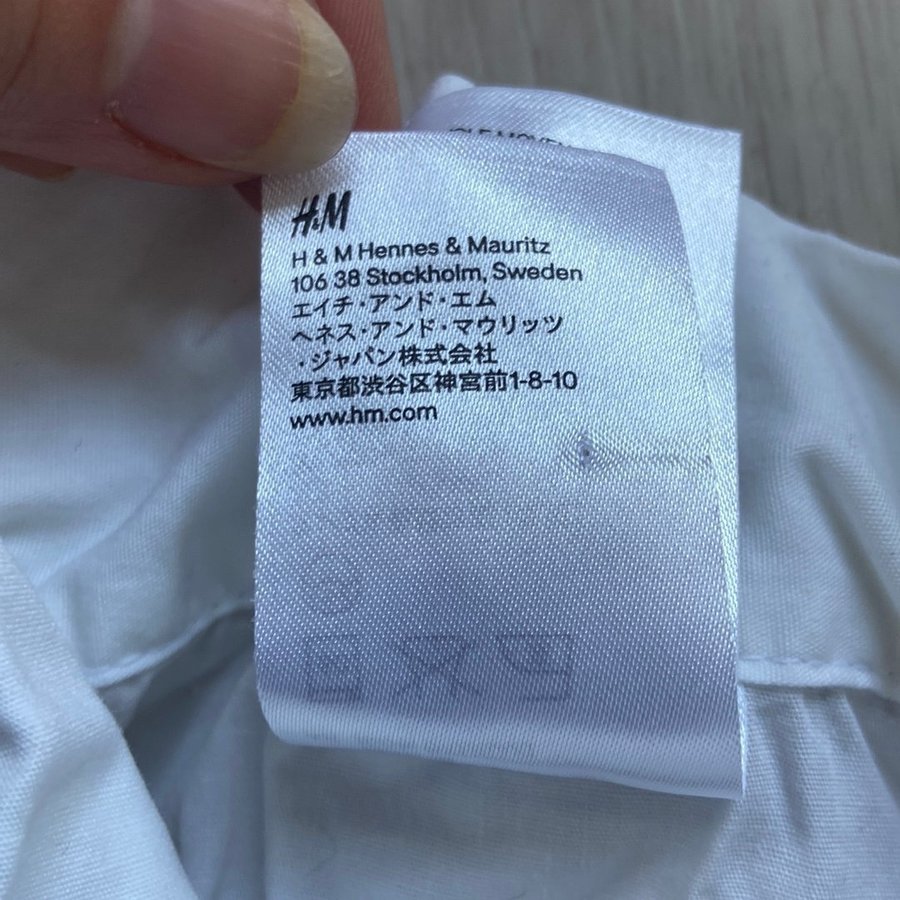 H&M
H & M Hennes & Mauritz
106 38 Stockholm, Sweden
エイチ・アンド・エム
ヘネス・アンド・マウリッツ
・ジャパン株式会社
東京都渋谷区神宮前1-8-10
www.hm.com